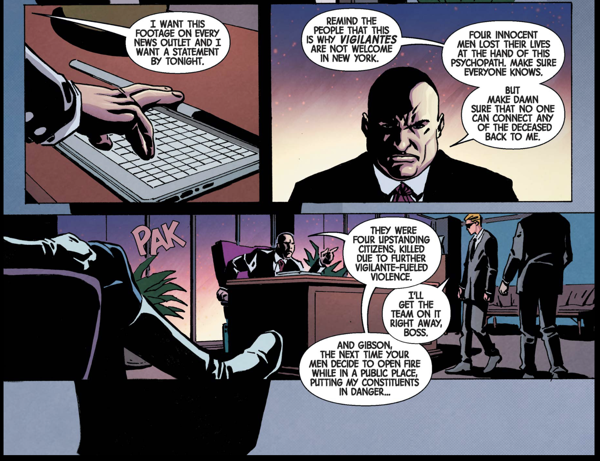 I WANT THIS
FOOTAGE ON EVERY
NEWS OUTLET AND I
WANT A STATEMENT
BY TONIGHT.
REMIND THE
PEOPLE THAT THIS
IS WHY VIGILANTES
ARE NOT WELCOME
IN NEW YORK.
FOUR INNOCENT
MEN LOST THEIR LIVES
AT THE HAND OF THIS
PSYCHOPATH. MAKE SURE
EVERYONE KNOWS.
BUT
MAKE DAMN
SURE THAT NO ONE
CAN CONNECT ANY
OF THE DECEASED
BACK TO ME.
PAK
THEY WERE
FOUR UPSTANDING
CITIZENS, KILLED
DUE TO FURTHER
VIGILANTE-FUELED
VIOLENCE.
I'LL
GET THE
TEAM ON IT
RIGHT AWAY,
BOSS.
AND GIBSON,
THE NEXT TIME YOUR
MEN DECIDE TO OPEN FIRE
WHILE IN A PUBLIC PLACE,
PUTTING MY CONSTITUENTS
IN DANGER...